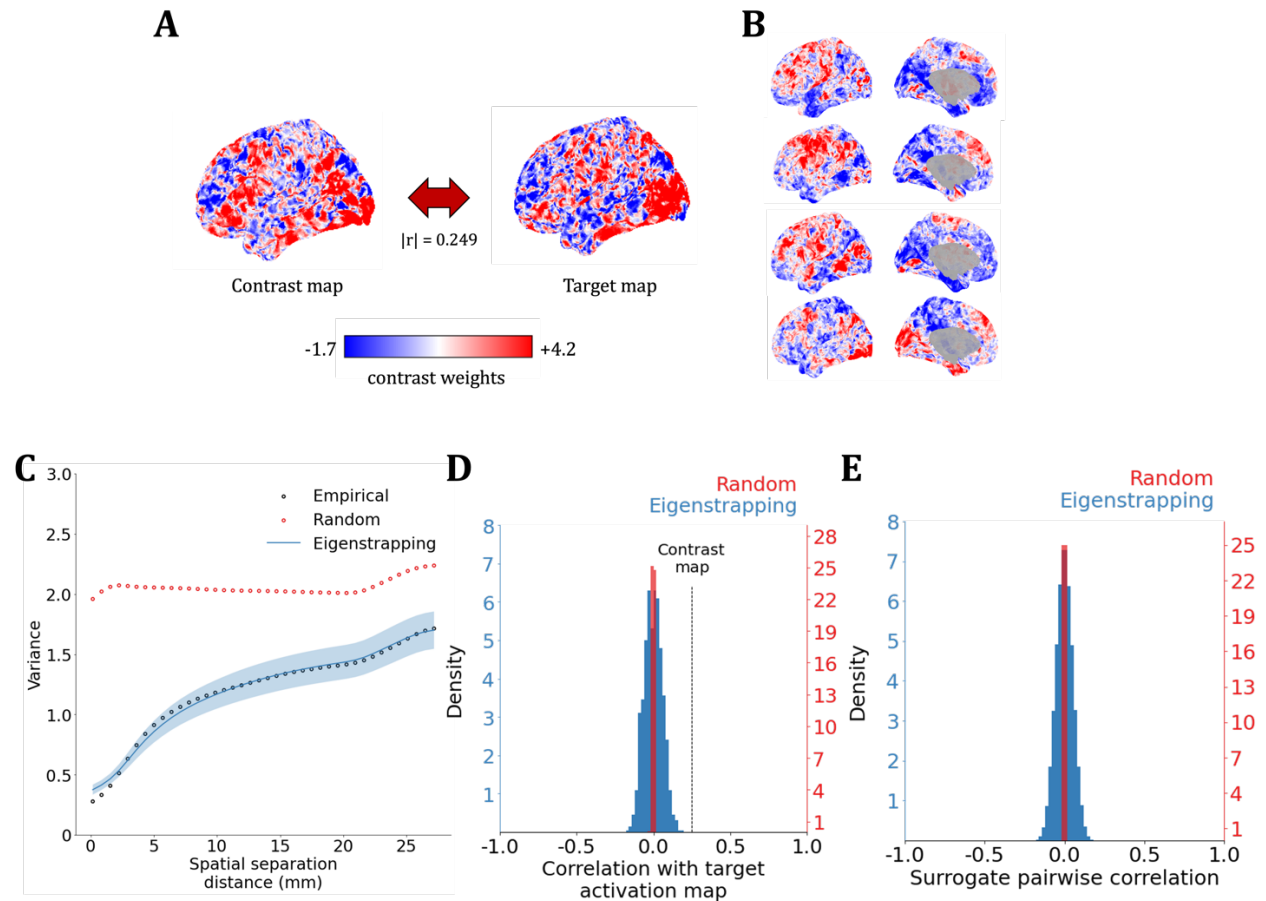 A
B
|r| = 0.249
Contrast map
Target map
-1.7
+4.2
contrast weights
C
3.0
2.5
2.0
1.5
1.0
0.5
0
Variance
Empirical
Random
Eigenstrapping
0
5
10
15
20
25
Spatial separation
distance (mm)
D
Random
Eigenstrapping
8
7
6
5
4
3
2
1
Density
Contrast
map
28
25
22
19
16
13
10
7
4
1
-1.0
-0.5
0.0
0.5
1.0
Correlation with target
activation map
E
Random
Eigenstrapping
8
7
6
5
4
3
2
1
Density
25
22
19
16
13
10
7
4
1
-1.0
-0.5
0.0
0.5
1.0
Surrogate pairwise correlation